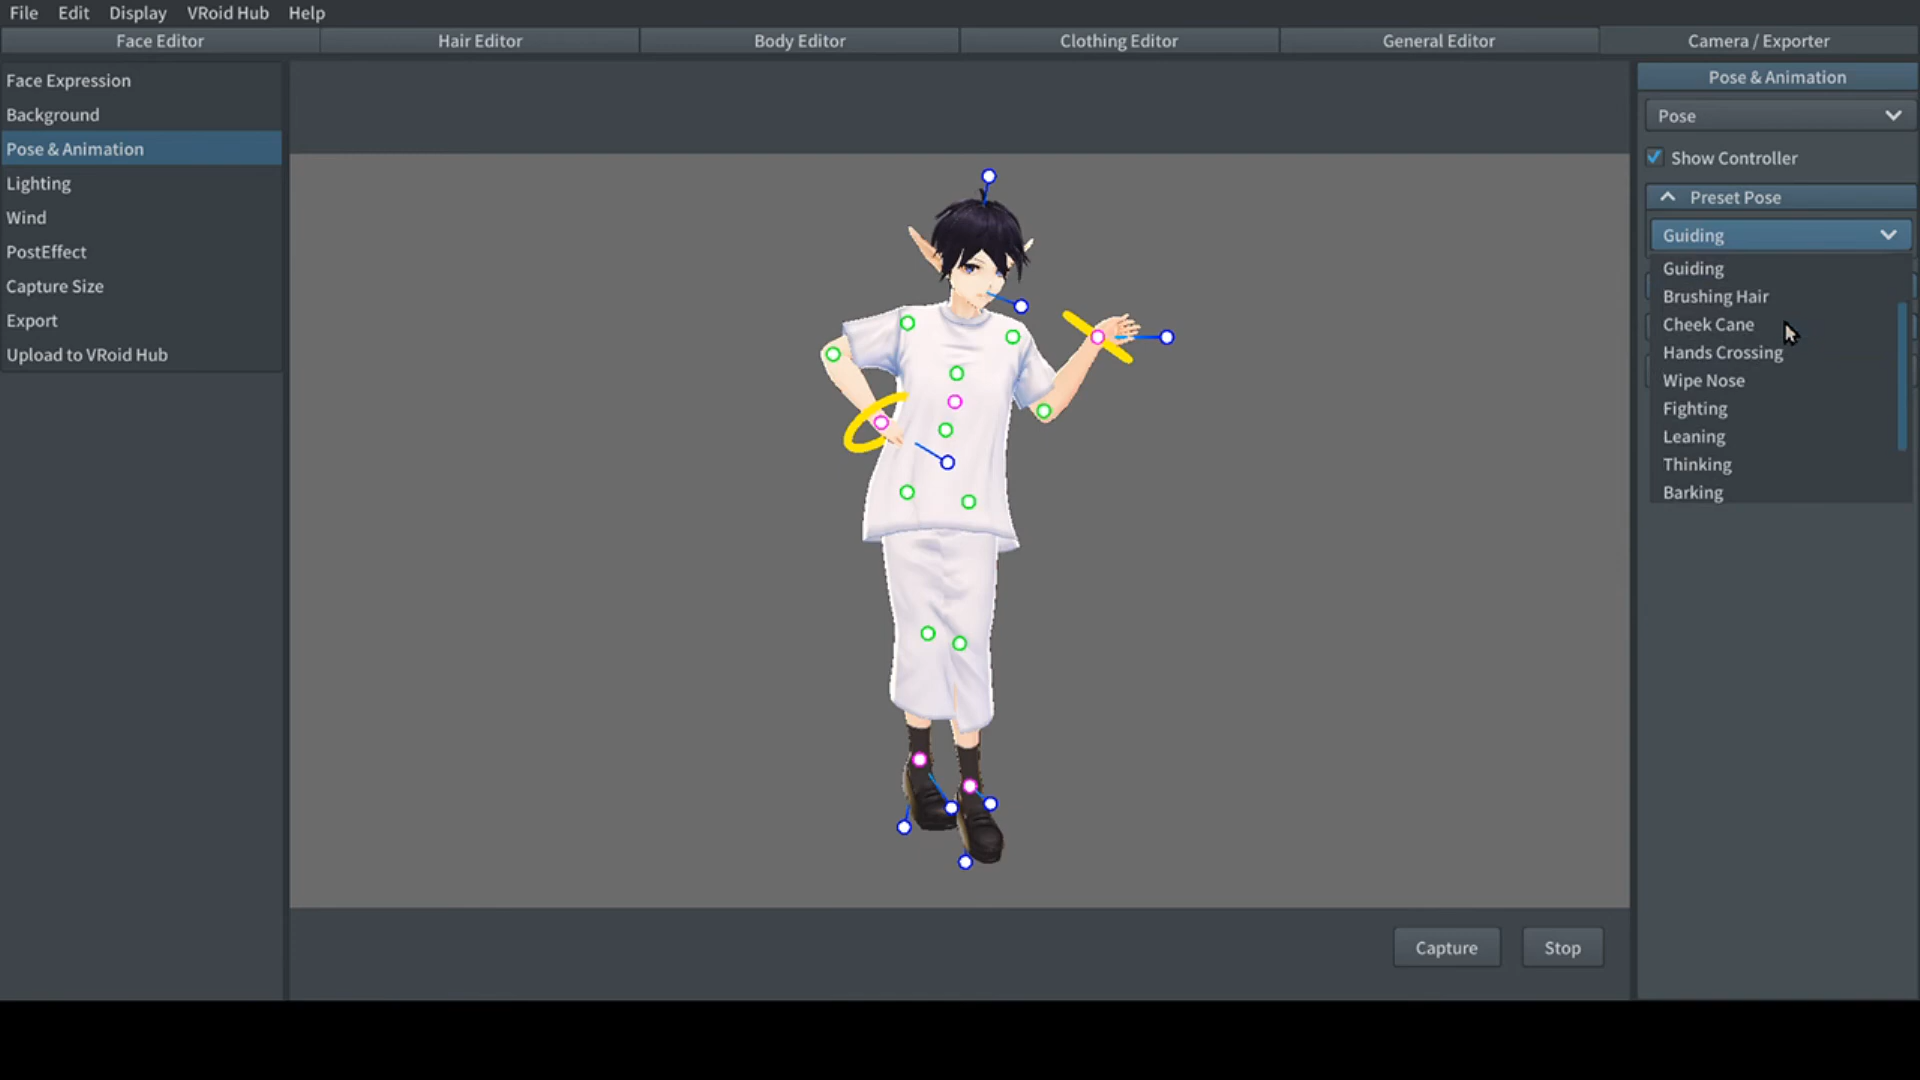 File Edit Display VRoid Hub Help
Face Editor Hair Editor Body Editor Clothing Editor General Editor Camera / Exporter
Face Expression
Background
Pose & Animation
Lighting
Wind
PostEffect
Capture Size
Export
Upload to VRoid Hub
Pose & Animation
Pose
Show Controller
Preset Pose
Guiding
Guiding
Brushing Hair
Cheek Cane
Hands Crossing
Wipe Nose
Fighting
Leaning
Thinking
Barking
Capture Stop